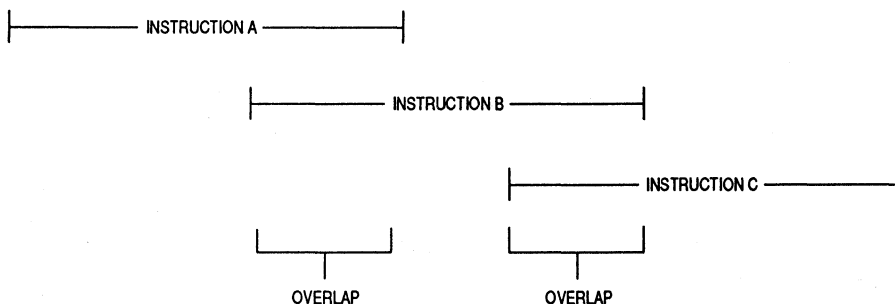 INSTRUCTION A
INSTRUCTION B
INSTRUCTION C
OVERLAP
OVERLAP